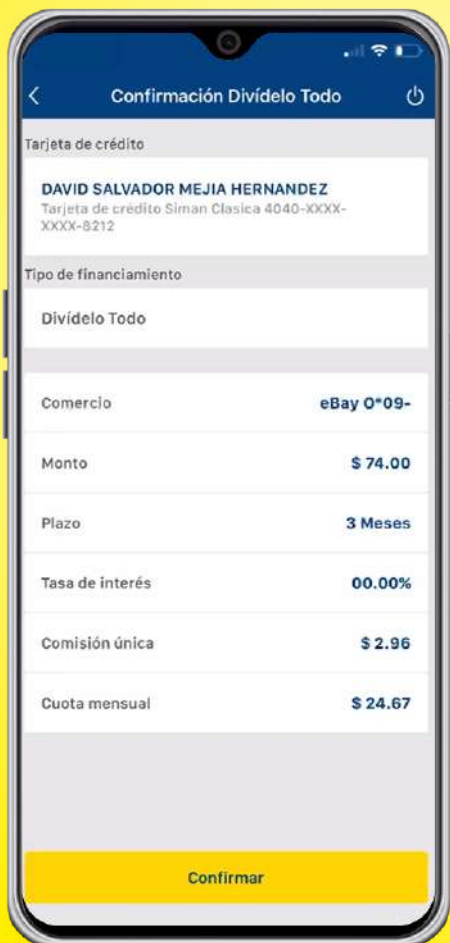 Confirmación Divídelo Todo
Tarjeta de crédito
DAVID SALVADOR MEJIA HERNANDEZ
Tarjeta de crédito Siman Clasica 4040-XXXX-
XXXX-8212
Tipo de financiamiento
Divídelo Todo
Comercio eBay O*09-
Monto $ 74.00
Plazo 3 Meses
Tasa de interés 00.00%
Comisión única $ 2.96
Cuota mensual $ 24.67
Confirmar